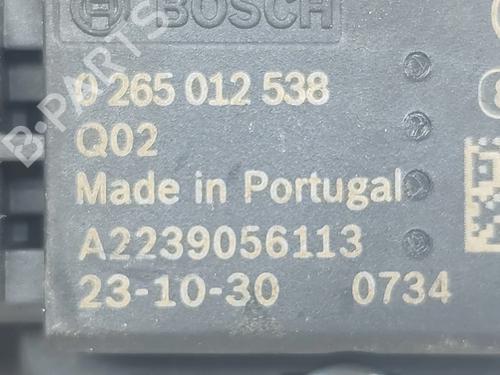 BOSCH
0 265 012 538
Q02
Made in Portugal
A2239056113
23-10-30 0734
B-PARTS